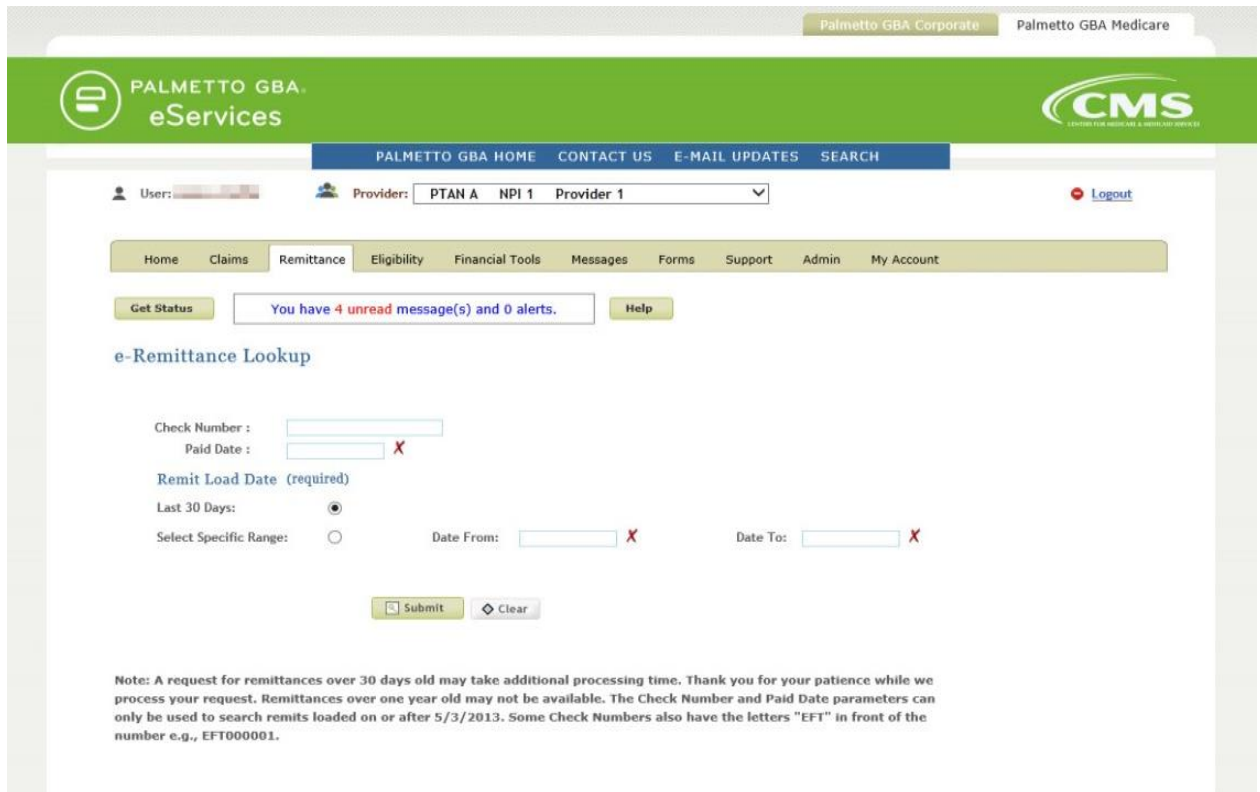 Palmetto GBA Corporate Palmetto GBA Medicare
PALMETTO GBA.
eServices
CMS
CENTERS FOR MEDICARE & MEDICAID SERVICES
PALMETTO GBA HOME CONTACT US E-MAIL UPDATES SEARCH
User: Provider: PTAN A NPI 1 Provider 1 Logout
Home Claims Remittance Eligibility Financial Tools Messages Forms Support Admin My Account
Get Status You have 4 unread message(s) and 0 alerts. Help
e-Remittance Lookup
Check Number :
Paid Date : X
Remit Load Date (required)
Last 30 Days:
Select Specific Range: Date From: X Date To: X
Submit Clear
Note: A request for remittances over 30 days old may take additional processing time. Thank you for your patience while we
process your request. Remittances over one year old may not be available. The Check Number and Paid Date parameters can
only be used to search remits loaded on or after 5/3/2013. Some Check Numbers also have the letters "EFT" in front of the
number e.g., EFT000001.